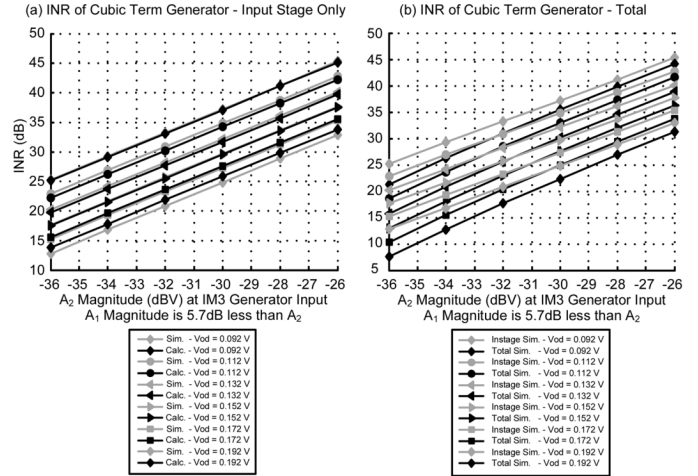 (a) INR of Cubic Term Generator - Input Stage Only
50
45
40
35
30
25
20
15
10
INR (dB)
-36 -35 -34 -33 -32 -31 -30 -29 -28 -27 -26
A2 Magnitude (dBV) at IM3 Generator Input
A1 Magnitude is 5.7dB less than A2
Sim. - Vod = 0.092 V
Calc. - Vod = 0.092 V
Sim. - Vod = 0.112 V
Calc. - Vod = 0.112 V
Sim. - Vod = 0.132 V
Calc. - Vod = 0.132 V
Sim. - Vod = 0.152 V
Calc. - Vod = 0.152 V
Sim. - Vod = 0.172 V
Calc. - Vod = 0.172 V
Sim. - Vod = 0.192 V
Calc. - Vod = 0.192 V
(b) INR of Cubic Term Generator - Total
50
45
40
35
30
25
20
15
10
5
-36 -35 -34 -33 -32 -31 -30 -29 -28 -27 -26
A2 Magnitude (dBV) at IM3 Generator Input
A1 Magnitude is 5.7dB less than A2
Instage Sim. - Vod = 0.092 V
Total Sim. - Vod = 0.092 V
Instage Sim. - Vod = 0.112 V
Total Sim. - Vod = 0.112 V
Instage Sim. - Vod = 0.132 V
Total Sim. - Vod = 0.132 V
Instage Sim. - Vod = 0.152 V
Total Sim. - Vod = 0.152 V
Instage Sim. - Vod = 0.172 V
Total Sim. - Vod = 0.172 V
Instage Sim. - Vod = 0.192 V
Total Sim. - Vod = 0.192 V